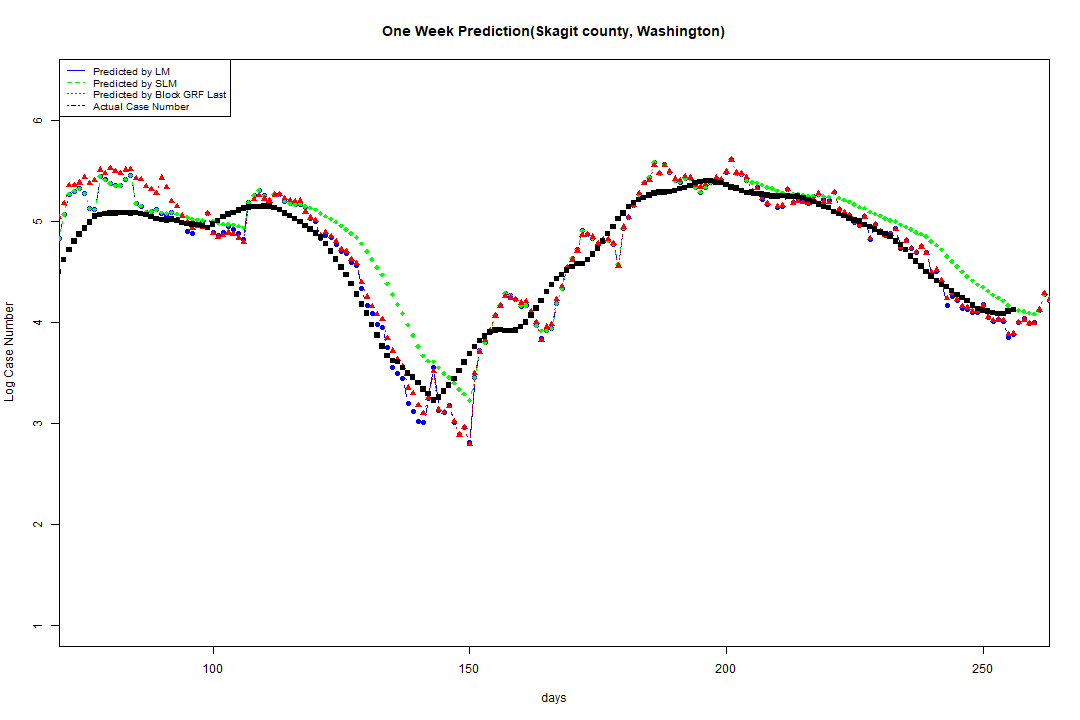 One Week Prediction(Skagit county, Washington)
Predicted by LM
Predicted by SLM
Predicted by Block GRF Last
Actual Case Number
6
5
4
3
2
1
Log Case Number
100 150 200 250
days